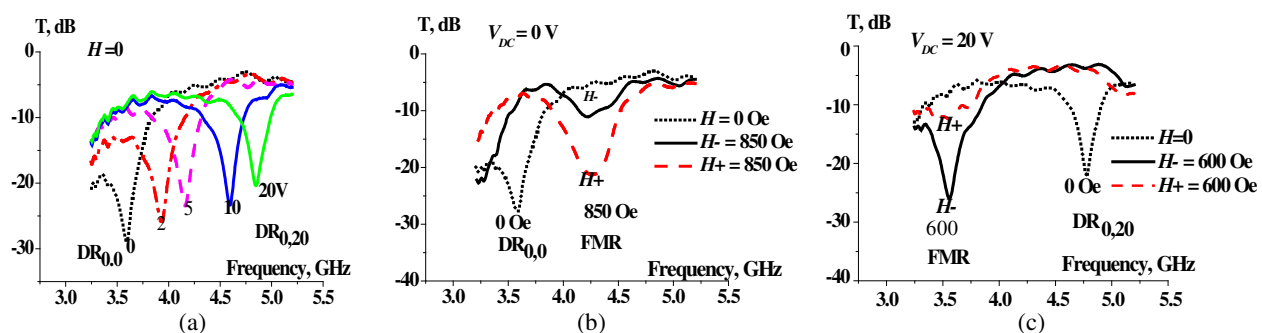 T, dB
H=0
0
-10
-20
-30
0
2
5
10
20V
DR0.0
DR0,20
Frequency, GHz
3.0 3.5 4.0 4.5 5.0 5.5
(a)
T, dB
V_DC = 0 V
0
-10
-20
-30
-40
H-
H = 0 Oe
H- = 850 Oe
H+ = 850 Oe
H+
850 Oe
0 Oe
DR0,0
FMR
Frequency, GHz
3.0 3.5 4.0 4.5 5.0 5.5
(b)
T, dB
V_DC = 20 V
0
-10
-20
-30
-40
H+
H=0
H- = 600 Oe
H+ = 600 Oe
0 Oe
H-
600
DR0,20
FMR
Frequency, GHz
3.0 3.5 4.0 4.5 5.0 5.5
(c)